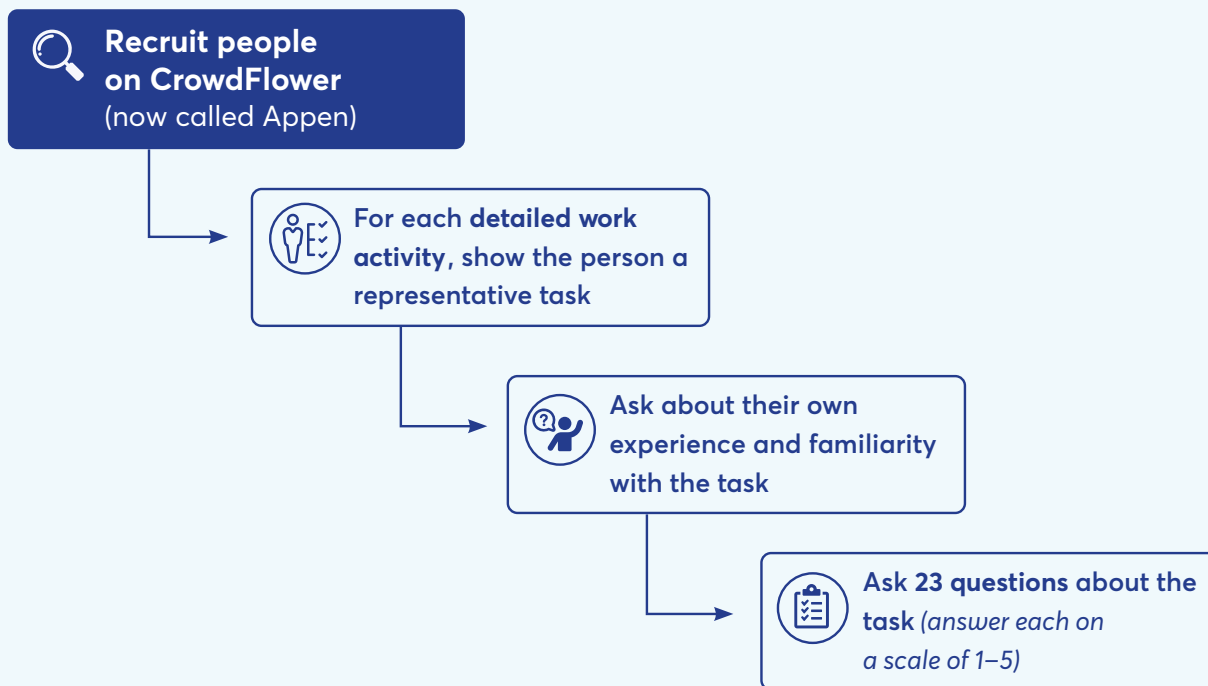 Recruit people
on CrowdFlower
(now called Appen)
For each detailed work
activity, show the person a
representative task
?
Ask about their own
experience and familiarity
with the task
Ask 23 questions about the
task (answer each on
a scale of 1–5)